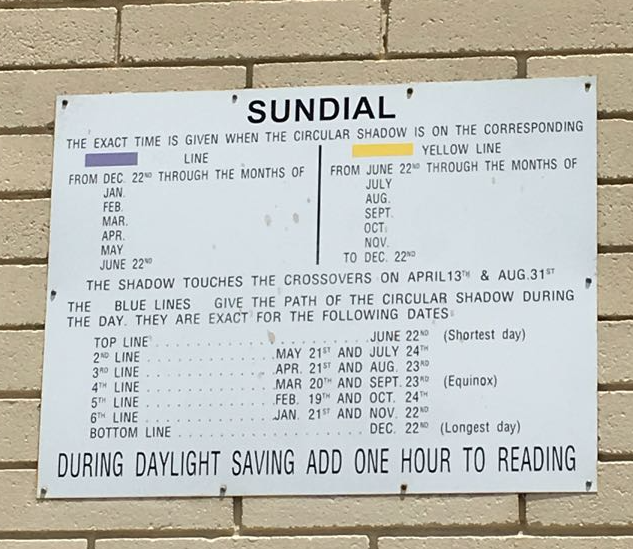 SUNDIAL
THE EXACT TIME IS GIVEN WHEN THE CIRCULAR SHADOW IS ON THE CORRESPONDING
LINE
FROM DEC. 22ND THROUGH THE MONTHS OF
JAN.
FEB.
MAR.
APR.
MAY
JUNE 22ND
YELLOW LINE
FROM JUNE 22ND THROUGH THE MONTHS OF
JULY
AUG.
SEPT.
OCT.
NOV.
TO DEC. 22ND
THE SHADOW TOUCHES THE CROSSOVERS ON APRIL13TH & AUG.31ST
THE BLUE LINES GIVE THE PATH OF THE CIRCULAR SHADOW DURING
THE DAY. THEY ARE EXACT FOR THE FOLLOWING DATES
TOP LINE..............................JUNE 22ND (Shortest day)
2ND LINE ..................MAY 21ST AND JULY 24TH
3RD LINE ..................APR. 21ST AND AUG. 23RD
4TH LINE ..................MAR 20TH AND SEPT. 23RD (Equinox)
5TH LINE ..................FEB. 19TH AND OCT. 24TH
6TH LINE ..................JAN. 21ST AND NOV. 22ND
BOTTOM LINE ..........................DEC. 22ND (Longest day)
DURING DAYLIGHT SAVING ADD ONE HOUR TO READING